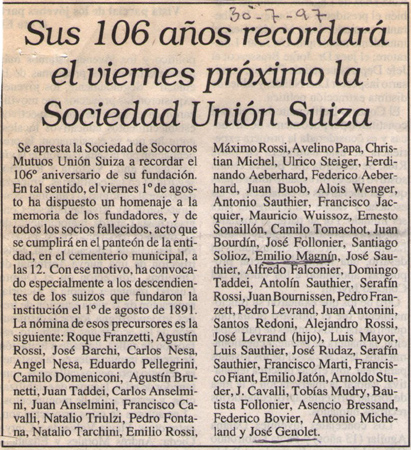 30-7-97
Sus 106 años recordará
el viernes próximo la
Sociedad Unión Suiza
Se apresta la Sociedad de Socorros
Mutuos Unión Suiza a recordar el
106º aniversario de su fundación.
En tal sentido, el viernes 1º de agos-
to ha dispuesto un homenaje a la
memoria de los fundadores, y de
todos los socios fallecidos, acto que
se cumplirá en el panteón de la enti-
dad, en el cementerio municipal, a
las 12. Con ese motivo, ha convocado
especialmente a los descendien-
tes de los suizos que fundaron la
institución el 1º de agosto de 1891.
La nómina de esos precursores es la
siguiente: Roque Franzetti, Agustín
Rossi, José Barchi, Carlos Nesa,
Angel Nesa, Eduardo Pellegrini,
Camilo Domeniconi, Agustín Bru-
netti, Juan Taddei, Carlos Anselmi-
ni, Juan Anselmini, Francisco Ca-
valli, Natalio Triulzi, Pedro Fonta-
na, Natalio Tarchini, Emilio Rossi,
Máximo Rossi, Avelino Papa, Chris-
tian Michel, Ulrico Steiger, Ferdi-
nando Aeberhard, Federico Aeber-
hard, Juan Buob, Alois Wenger,
Antonio Sauthier, Francisco Jac-
quier, Mauricio Wuissoz, Ernesto
Sonaillón, Camilo Tomachot, Juan
Bourdín, José Follonier, Santiago
Solioz, Emilio Magnín, José Sau-
thier, Alfredo Falconier, Domingo
Taddei, Antolín Sauthier, Serafín
Rossi, Juan Bournissen, Pedro Fran-
zett, Pedro Levrand, Juan Antonini,
Santos Redoni, Alejandro Rossi,
José Levrand (hijo), Luis Mayor,
Luis Sauthier, José Rudaz, Serafín
Sauthier, Francisco Marti, Francis-
co Fiant, Emilio Jatón, Arnoldo Stu-
der, J. Cavalli, Tobías Mudry, Bau-
tista Follonier, Asencio Bressand,
Federico Bovier, Antonio Miche-
land y José Genolet.